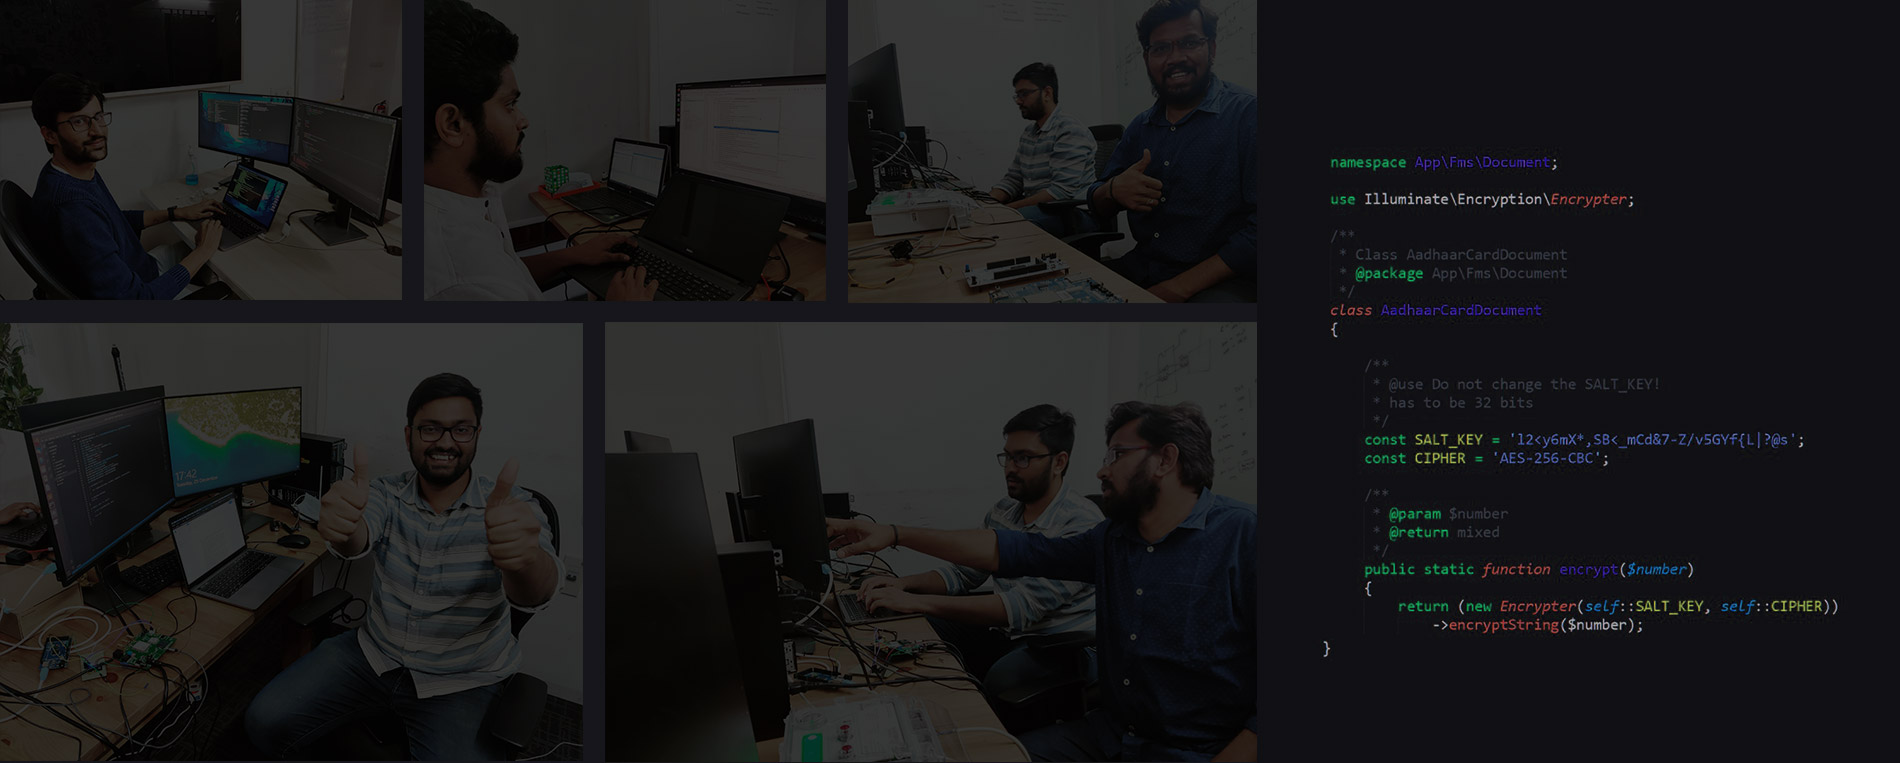 17:42
namespace App\Fms\Document;
use Illuminate\Encryption\Encrypter;
/**
* Class AadhaarCardDocument
* @package App\Fms\Document
*/
class AadhaarCardDocument
{
/**
* @use Do not change the SALT_KEY!
* has to be 32 bits
*/
const SALT_KEY = 'l2<y6mX*,SB<_mCd&7-Z/v5GYf{L|?@s';
const CIPHER = 'AES-256-CBC';
/**
* @param $number
* @return mixed
*/
public static function encrypt($number)
{
return (new Encrypter(self::SALT_KEY, self::CIPHER))
->encryptString($number);
}